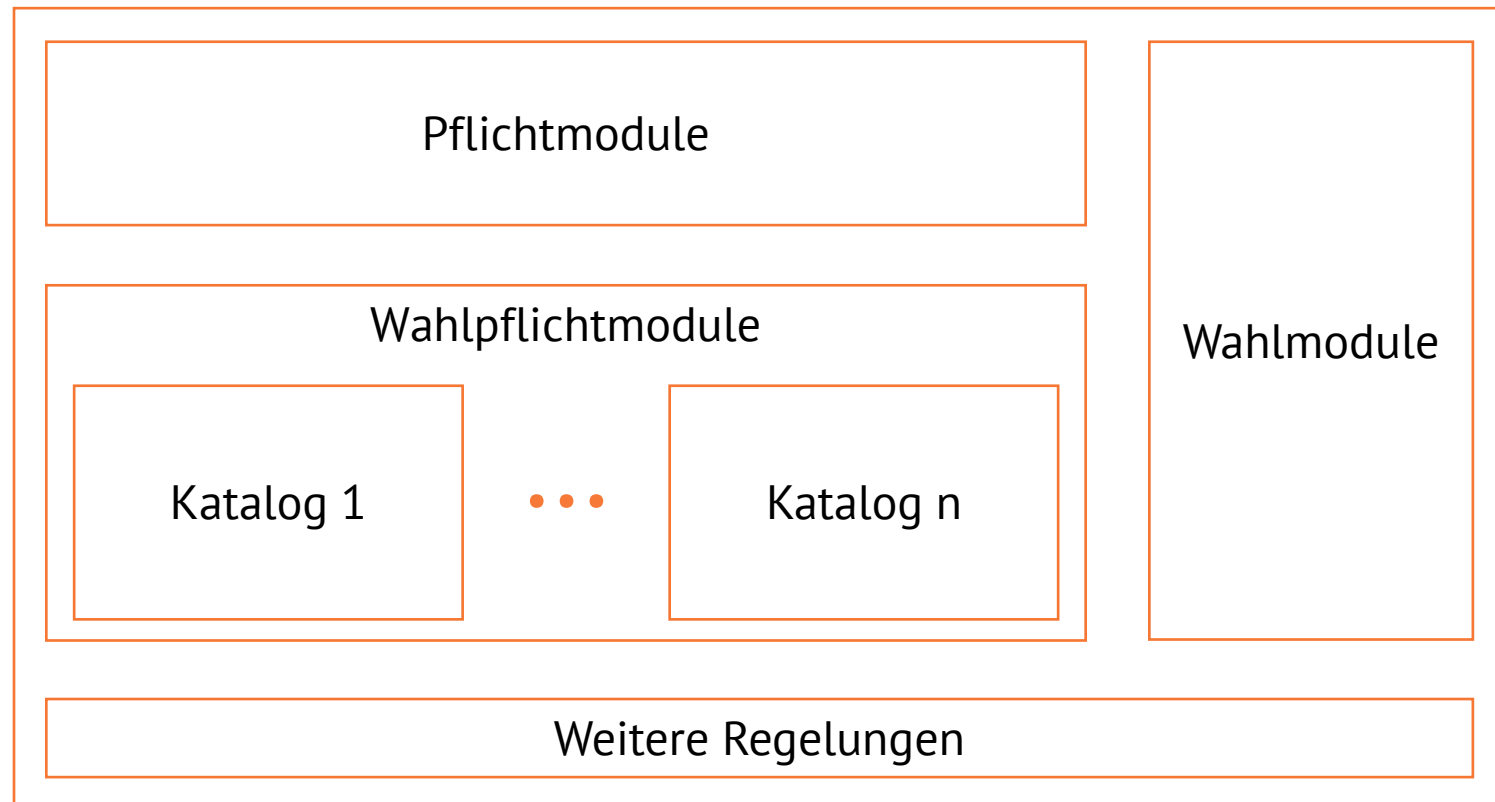 Pflichtmodule
Wahlpflichtmodule
Wahlmodule
Katalog 1
Katalog n
Weitere Regelungen